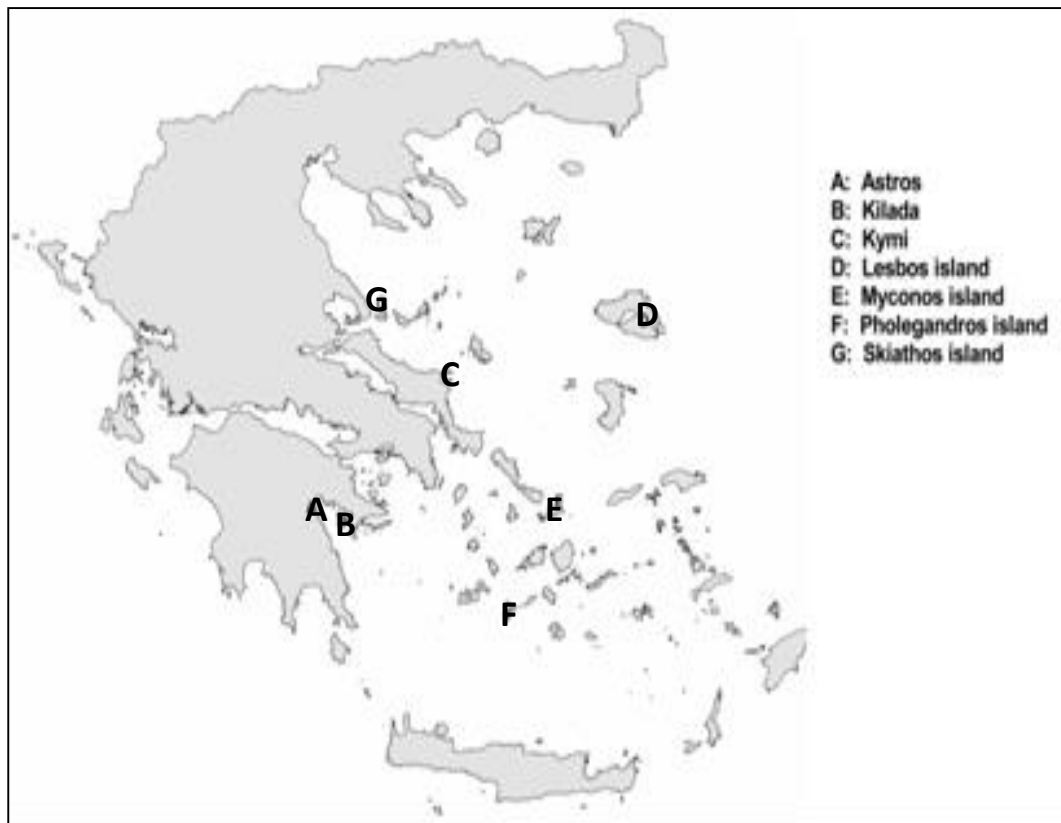 G
D
C
A
B
E
F
A: Astros
B: Kilada
C: Kymi
D: Lesbos island
E: Myconos island
F: Pholegandros island
G: Skiathos island